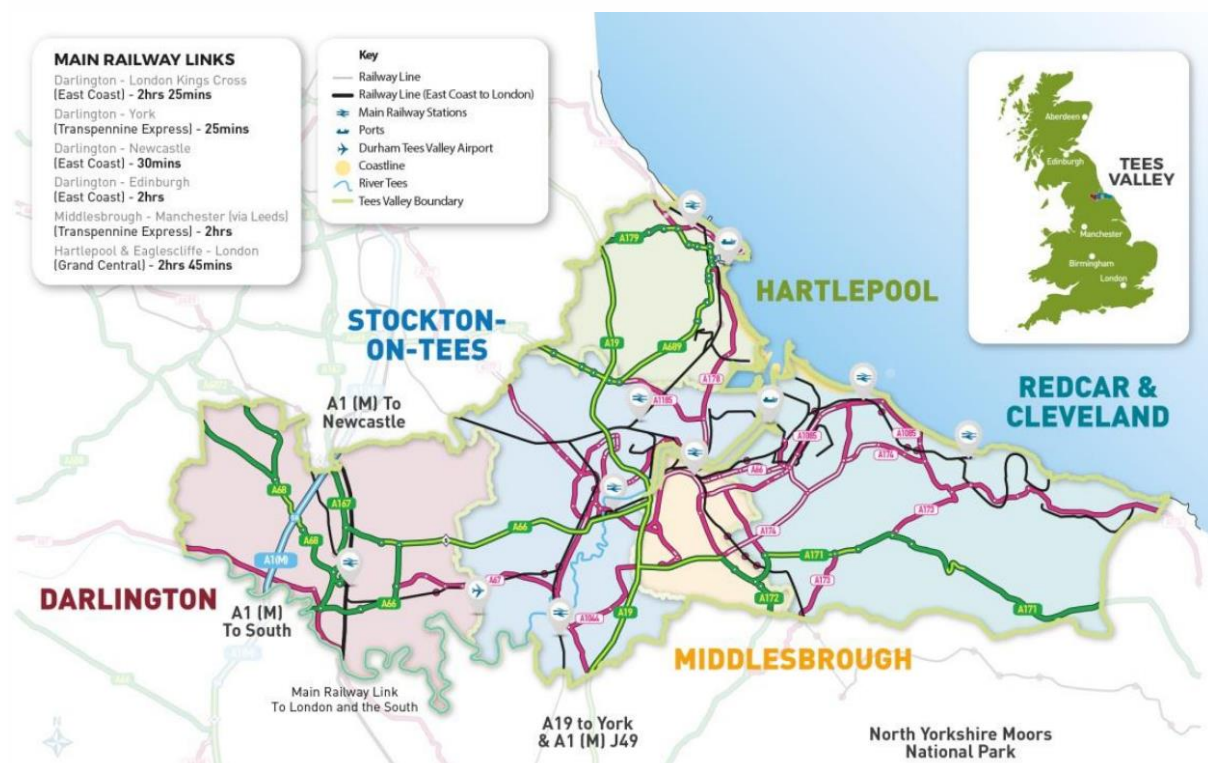 MAIN RAILWAY LINKS
Darlington - London Kings Cross
(East Coast) - 2hrs 25mins
Darlington - York
(Transpennine Express) - 25mins
Darlington - Newcastle
(East Coast) - 30mins
Darlington - Edinburgh
(East Coast) - 2hrs
Middlesbrough - Manchester (via Leeds)
(Transpennine Express) - 2hrs
Hartlepool & Eaglescliffe - London
(Grand Central) - 2hrs 45mins
Key
Railway Line
Railway Line (East Coast to London)
Main Railway Stations
Ports
Durham Tees Valley Airport
Coastline
River Tees
Tees Valley Boundary
Aberdeen
Edinburgh
TEES
VALLEY
Manchester
Birmingham
London
A179
HARTLEPOOL
STOCKTON-
ON-TEES
A19
A689
A178
A1185
REDCAR &
CLEVELAND
A1 (M) To
Newcastle
A1085
A1085
A174
A66
A68
A167
A173
A66
A174
A68
A1(M)
A171
A67
A173
DARLINGTON
A66
A172
A171
A19
A1044
A1 (M)
To South
MIDDLESBROUGH
Main Railway Link
To London and the South
A19 to York
& A1 (M) J49
North Yorkshire Moors
National Park
N